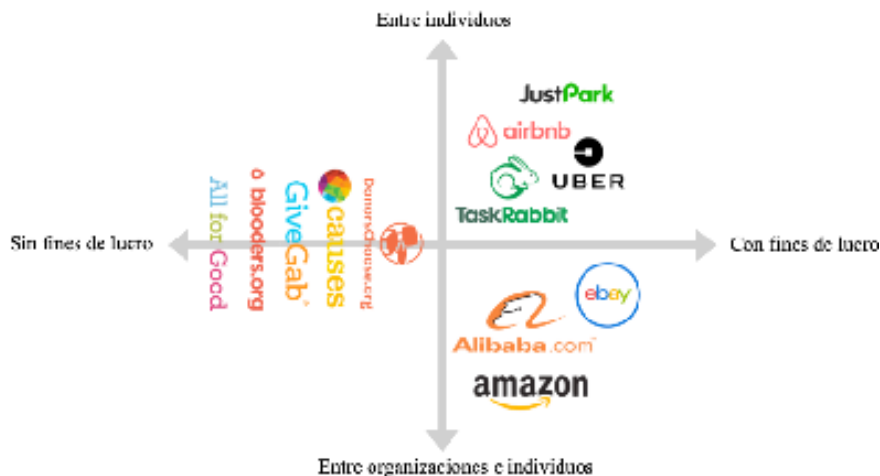 Entre individuos
JustPark
airbnb
UBER
TaskRabbit
All for Good
blooders.org
GiveGab
causes
DonorsChoose.org
Sin fines de lucro
Con fines de lucro
ebay
Alibaba.com
amazon
Entre organizaciones e individuos